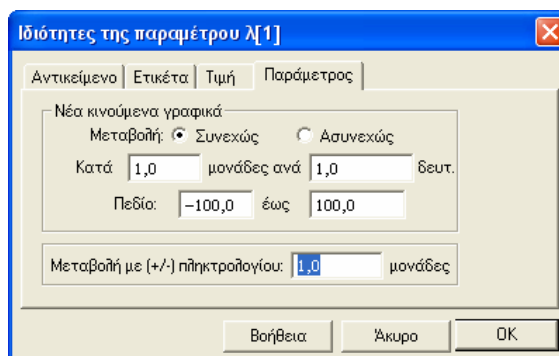 Ιδιότητες της παραμέτρου λ[1]
Αντικείμενο Ετικέτα Τιμή Παράμετρος
Νέα κινούμενα γραφικά
Μεταβολή: Συνεχώς Ασυνεχώς
Κατά 1,0 μονάδες ανά 1,0 δευτ.
Πεδίο: −100,0 έως 100,0
Μεταβολή με (+/-) πληκτρολογίου: 1,0 μονάδες
Βοήθεια Άκυρο OK